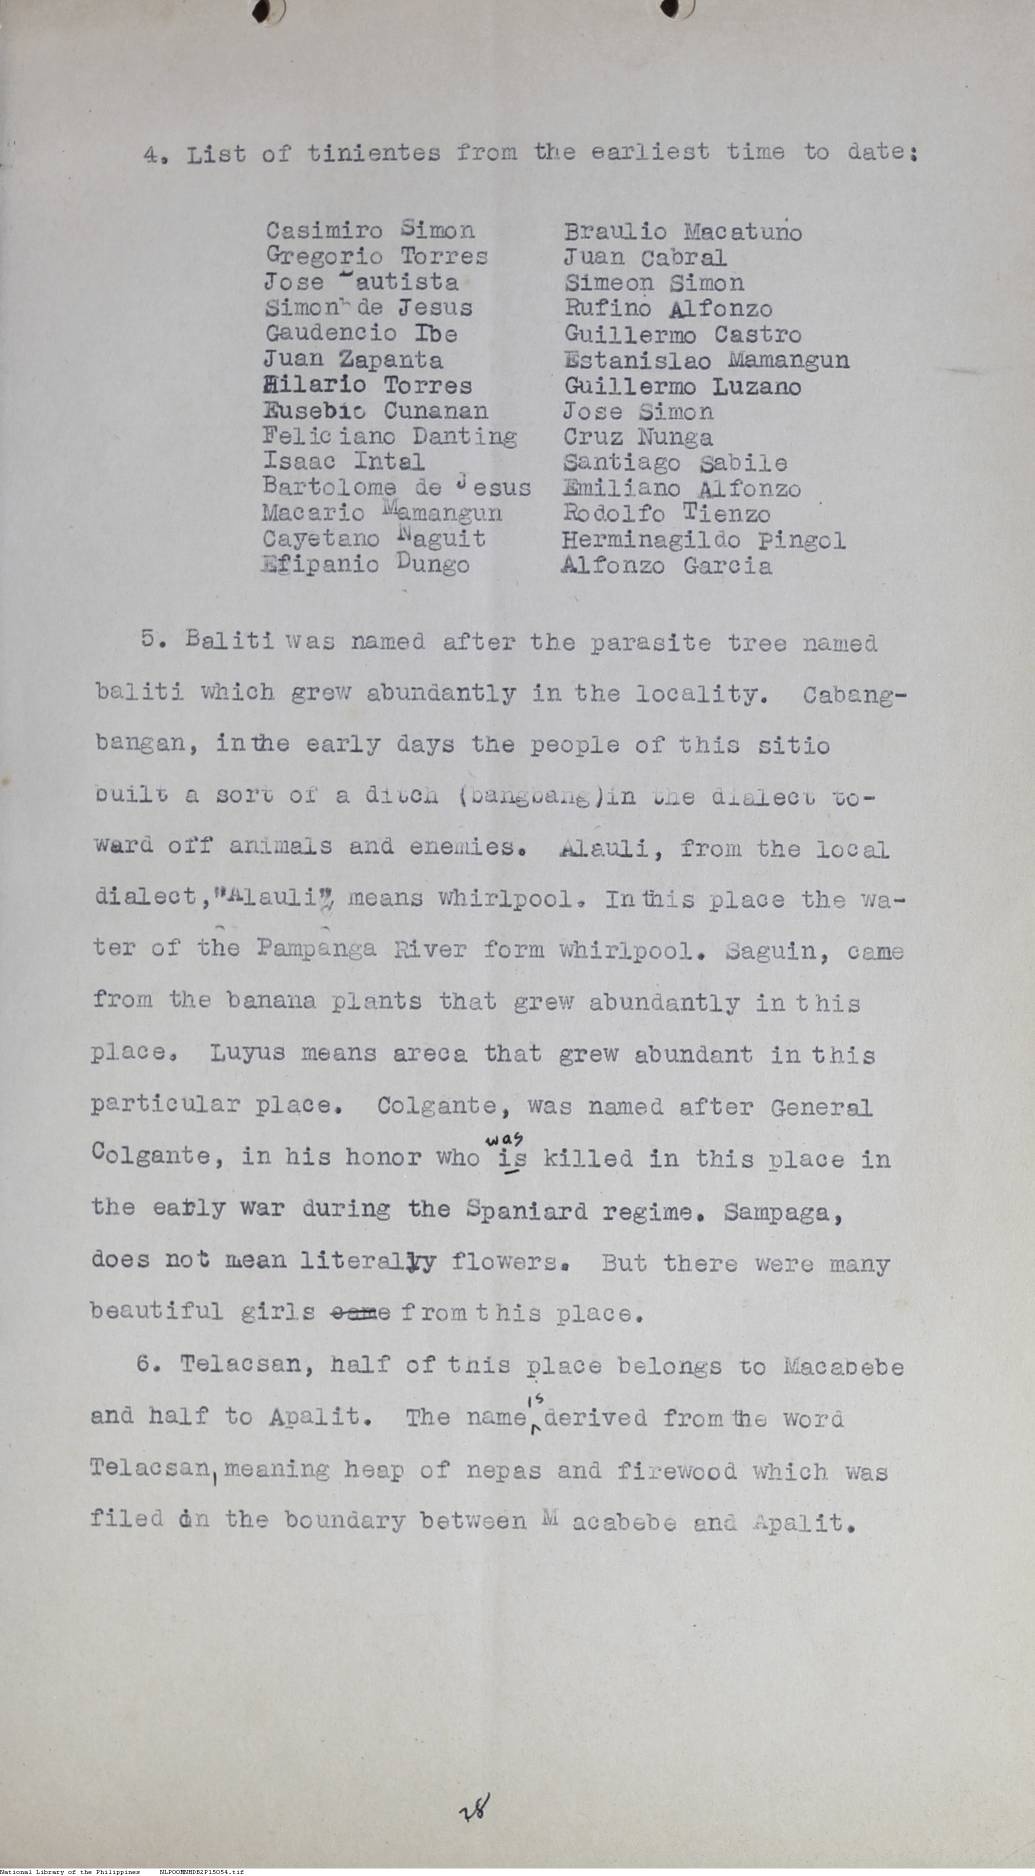 4. List of tinientes from the earliest time to date:
Casimiro Simon Braulio Macatuno
Gregorio Torres Juan Cabral
Jose Bautista Simeon Simon
Simon de Jesus Rufino Alfonzo
Gaudencio Ibe Guillermo Castro
Juan Zapanta Estanislao Mamangun
Hilario Torres Guillermo Luzano
Eusebio Cunanan Jose Simon
Feliciano Danting Cruz Nunga
Isaac Intal Santiago Sabile
Bartolome de Jesus Emiliano Alfonzo
Macario Mamangun Rodolfo Tienzo
Cayetano Naguit Herminagildo Pingol
Efipanio Dungo Alfonzo Garcia
5. Baliti was named after the parasite tree named
baliti which grew abundantly in the locality. Cabang-
bangan, in the early days the people of this sitio
built a sort of a ditch (bangbang)in the dialect to-
ward off animals and enemies. Alauli, from the local
dialect,"Alauli", means whirlpool. In this place the wa-
ter of the Pampanga River form whirlpool. Saguin, came
from the banana plants that grew abundantly in this
place. Luyus means areca that grew abundant in this
particular place. Colgante, was named after General
was
Colgante, in his honor who is killed in this place in
the early war during the Spaniard regime. Sampaga,
does not mean literally flowers. But there were many
beautiful girls came from this place.
6. Telacsan, half of this place belongs to Macabebe
is
and half to Apalit. The name derived from the word
Telacsan, meaning heap of nepas and firewood which was
filed on the boundary between Macabebe and Apalit.
28
National Library of the Philippines NLPOOHNHDB2P15054.tif